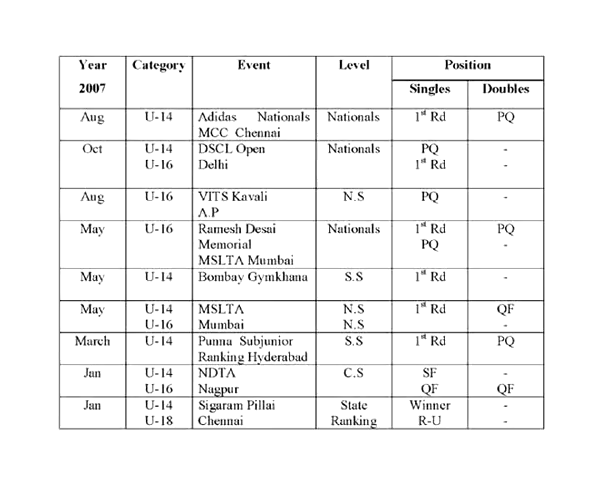 Year Category Event Level Position
2007 Singles Doubles
Aug U-14 Adidas Nationals Nationals 1st Rd PQ
MCC Chennai
Oct U-14 DSCL Open Nationals PQ -
U-16 Delhi 1st Rd -
Aug U-16 VITS Kavali N.S PQ -
A.P
May U-16 Ramesh Desai Nationals 1st Rd PQ
Memorial PQ -
MSLTA Mumbai
May U-14 Bombay Gymkhana S.S 1st Rd -
May U-14 MSLTA N.S 1st Rd QF
U-16 Mumbai N.S -
March U-14 Punna Subjunior S.S 1st Rd PQ
Ranking Hyderabad
Jan U-14 NDTA C.S SF -
U-16 Nagpur QF QF
Jan U-14 Sigaram Pillai State Winner -
U-18 Chennai Ranking R-U -